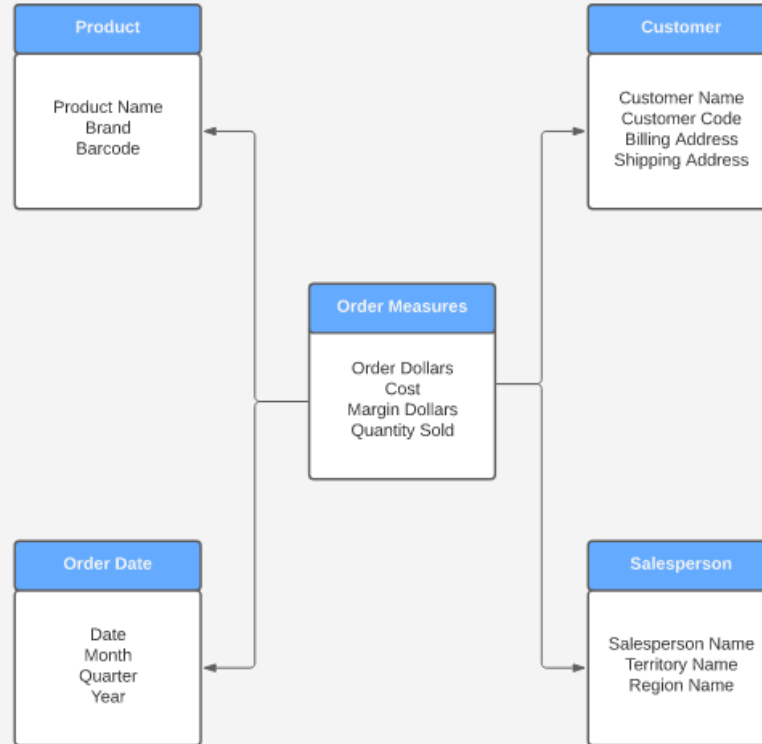 Product
Product Name
Brand
Barcode
Customer
Customer Name
Customer Code
Billing Address
Shipping Address
Order Measures
Order Dollars
Cost
Margin Dollars
Quantity Sold
Order Date
Date
Month
Quarter
Year
Salesperson
Salesperson Name
Territory Name
Region Name